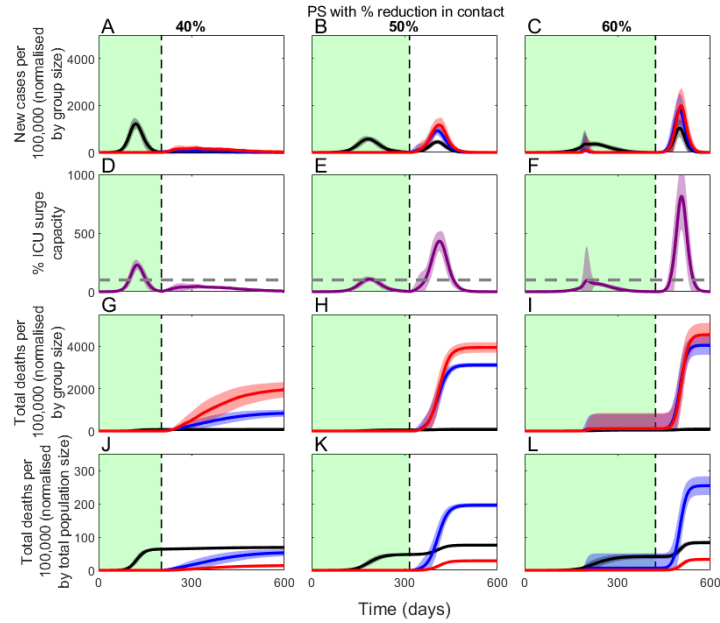 PS with % reduction in contact
A 40% B 50% C 60%
New cases per
100,000 (normalised
by group size)
4000
2000
0
D E F
% ICU surge
capacity
1000
500
0
G H I
Total deaths per
100,000 (normalised
by group size)
4000
2000
0
J K L
Total deaths per
100,000 (normalised
by total population size)
300
200
100
0
0 300 600 0 300 600 0 300 600
Time (days)